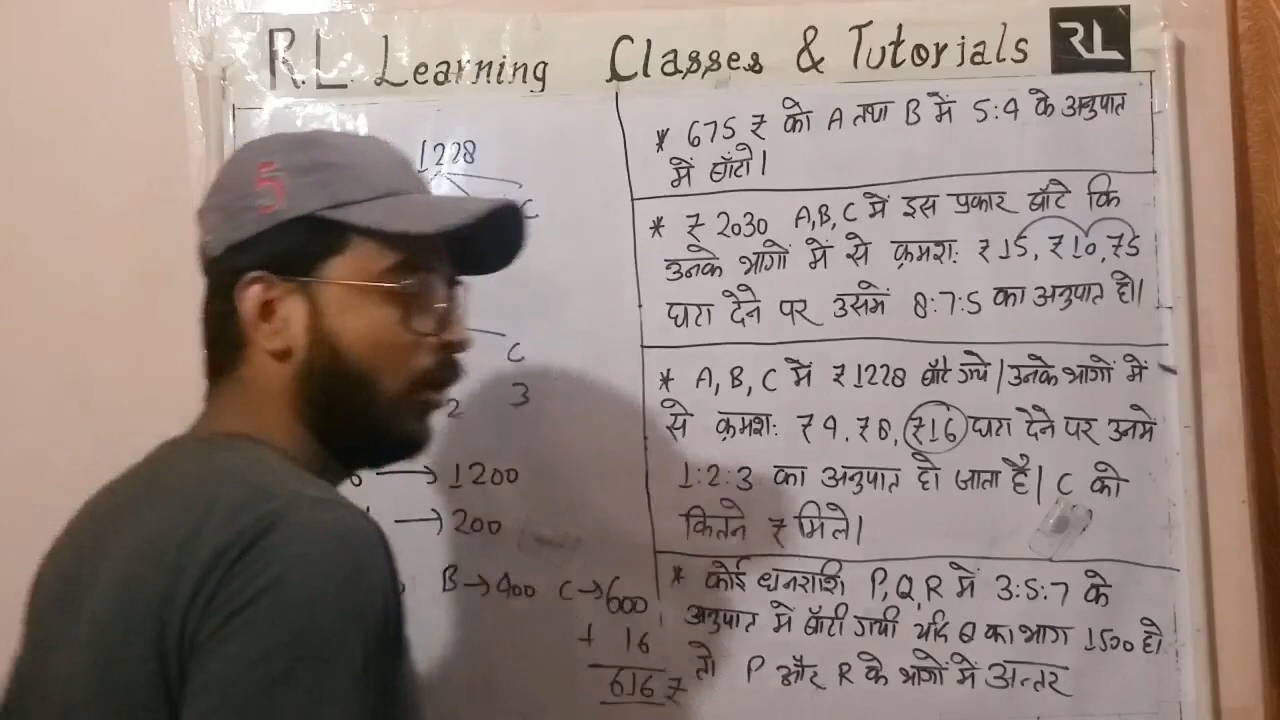 R.L. Learning Classes & Tutorials RL
5
1228
C
C
2 3
→ 1200
→ 200
B→400 C→600
+ 16
616 ₹
* 675 ₹ को A तथा B में 5:4 के अनुपात
में बाँटो।
* ₹ 2030 A,B,C में इस प्रकार बाँटे कि
उनके भागों में से क्रमश: ₹15, ₹10, ₹5
घटा देने पर उसमें 8:7:5 का अनुपात हो।
* A, B, C में ₹1228 बाँटे गये। उनके भागों में
से क्रमश: ₹4, ₹8, ₹16 घटा देने पर उनमे
1:2:3 का अनुपात हो जाता है। C को
कितने ₹ मिले।
* कोई धनराशि P,Q,R में 3:5:7 के
अनुपात में बाँटी गयी यदि Q का भाग 1500 हो
तो P और R के भागों में अन्तर